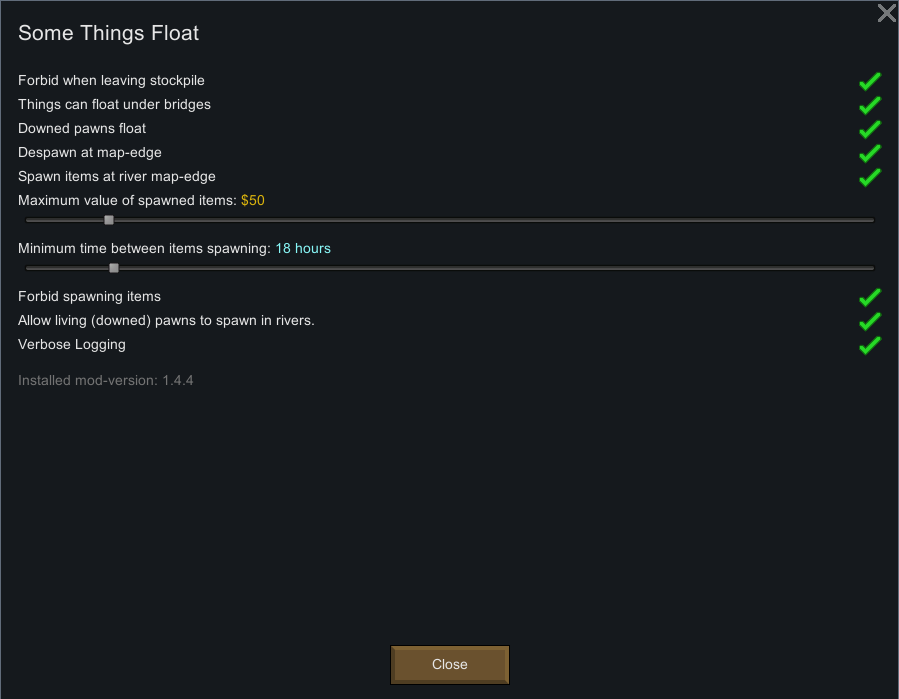 Some Things Float
Forbid when leaving stockpile
Things can float under bridges
Downed pawns float
Despawn at map-edge
Spawn items at river map-edge
Maximum value of spawned items: $50
Minimum time between items spawning: 18 hours
Forbid spawning items
Allow living (downed) pawns to spawn in rivers.
Verbose Logging
Installed mod-version: 1.4.4
Close